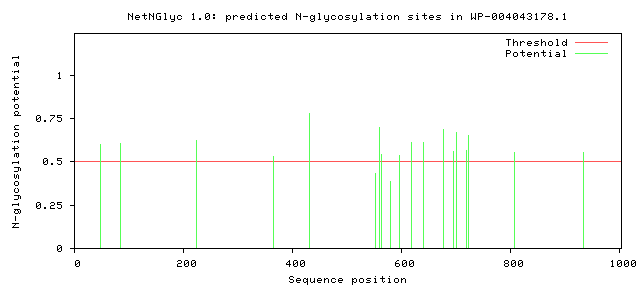 NetNGlyc 1.0: predicted N-glycosylation sites in WP-004043178.1
Threshold
Potential
N-glycosylation potential
1
0.75
0.5
0.25
0
0 200 400 600 800 1000
Sequence position